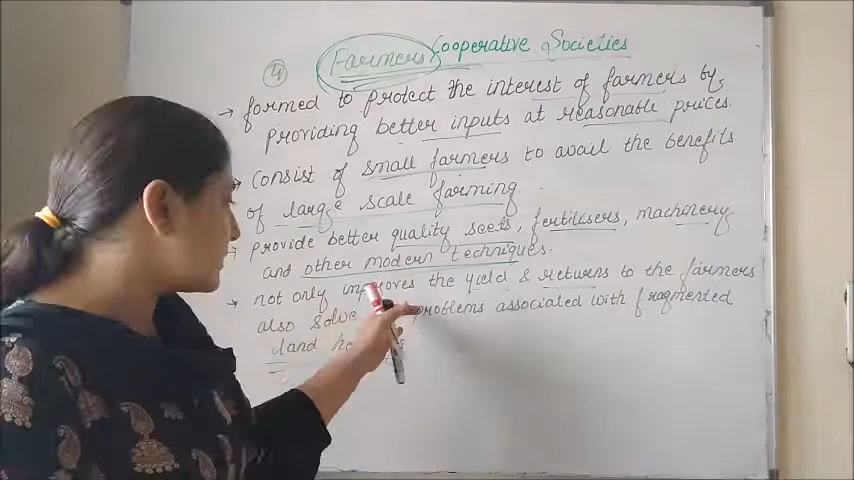 4 Farmers Cooperative Societies
→ formed to protect the interest of farmers by
providing better inputs at reasonable prices.
→ Consist of small farmers to avail the benefits
of large scale farming.
→ provide better quality seeds, fertilisers, machinery
and other modern techniques.
→ not only improves the yield & returns to the farmers
also solve problems associated with fragmented
land